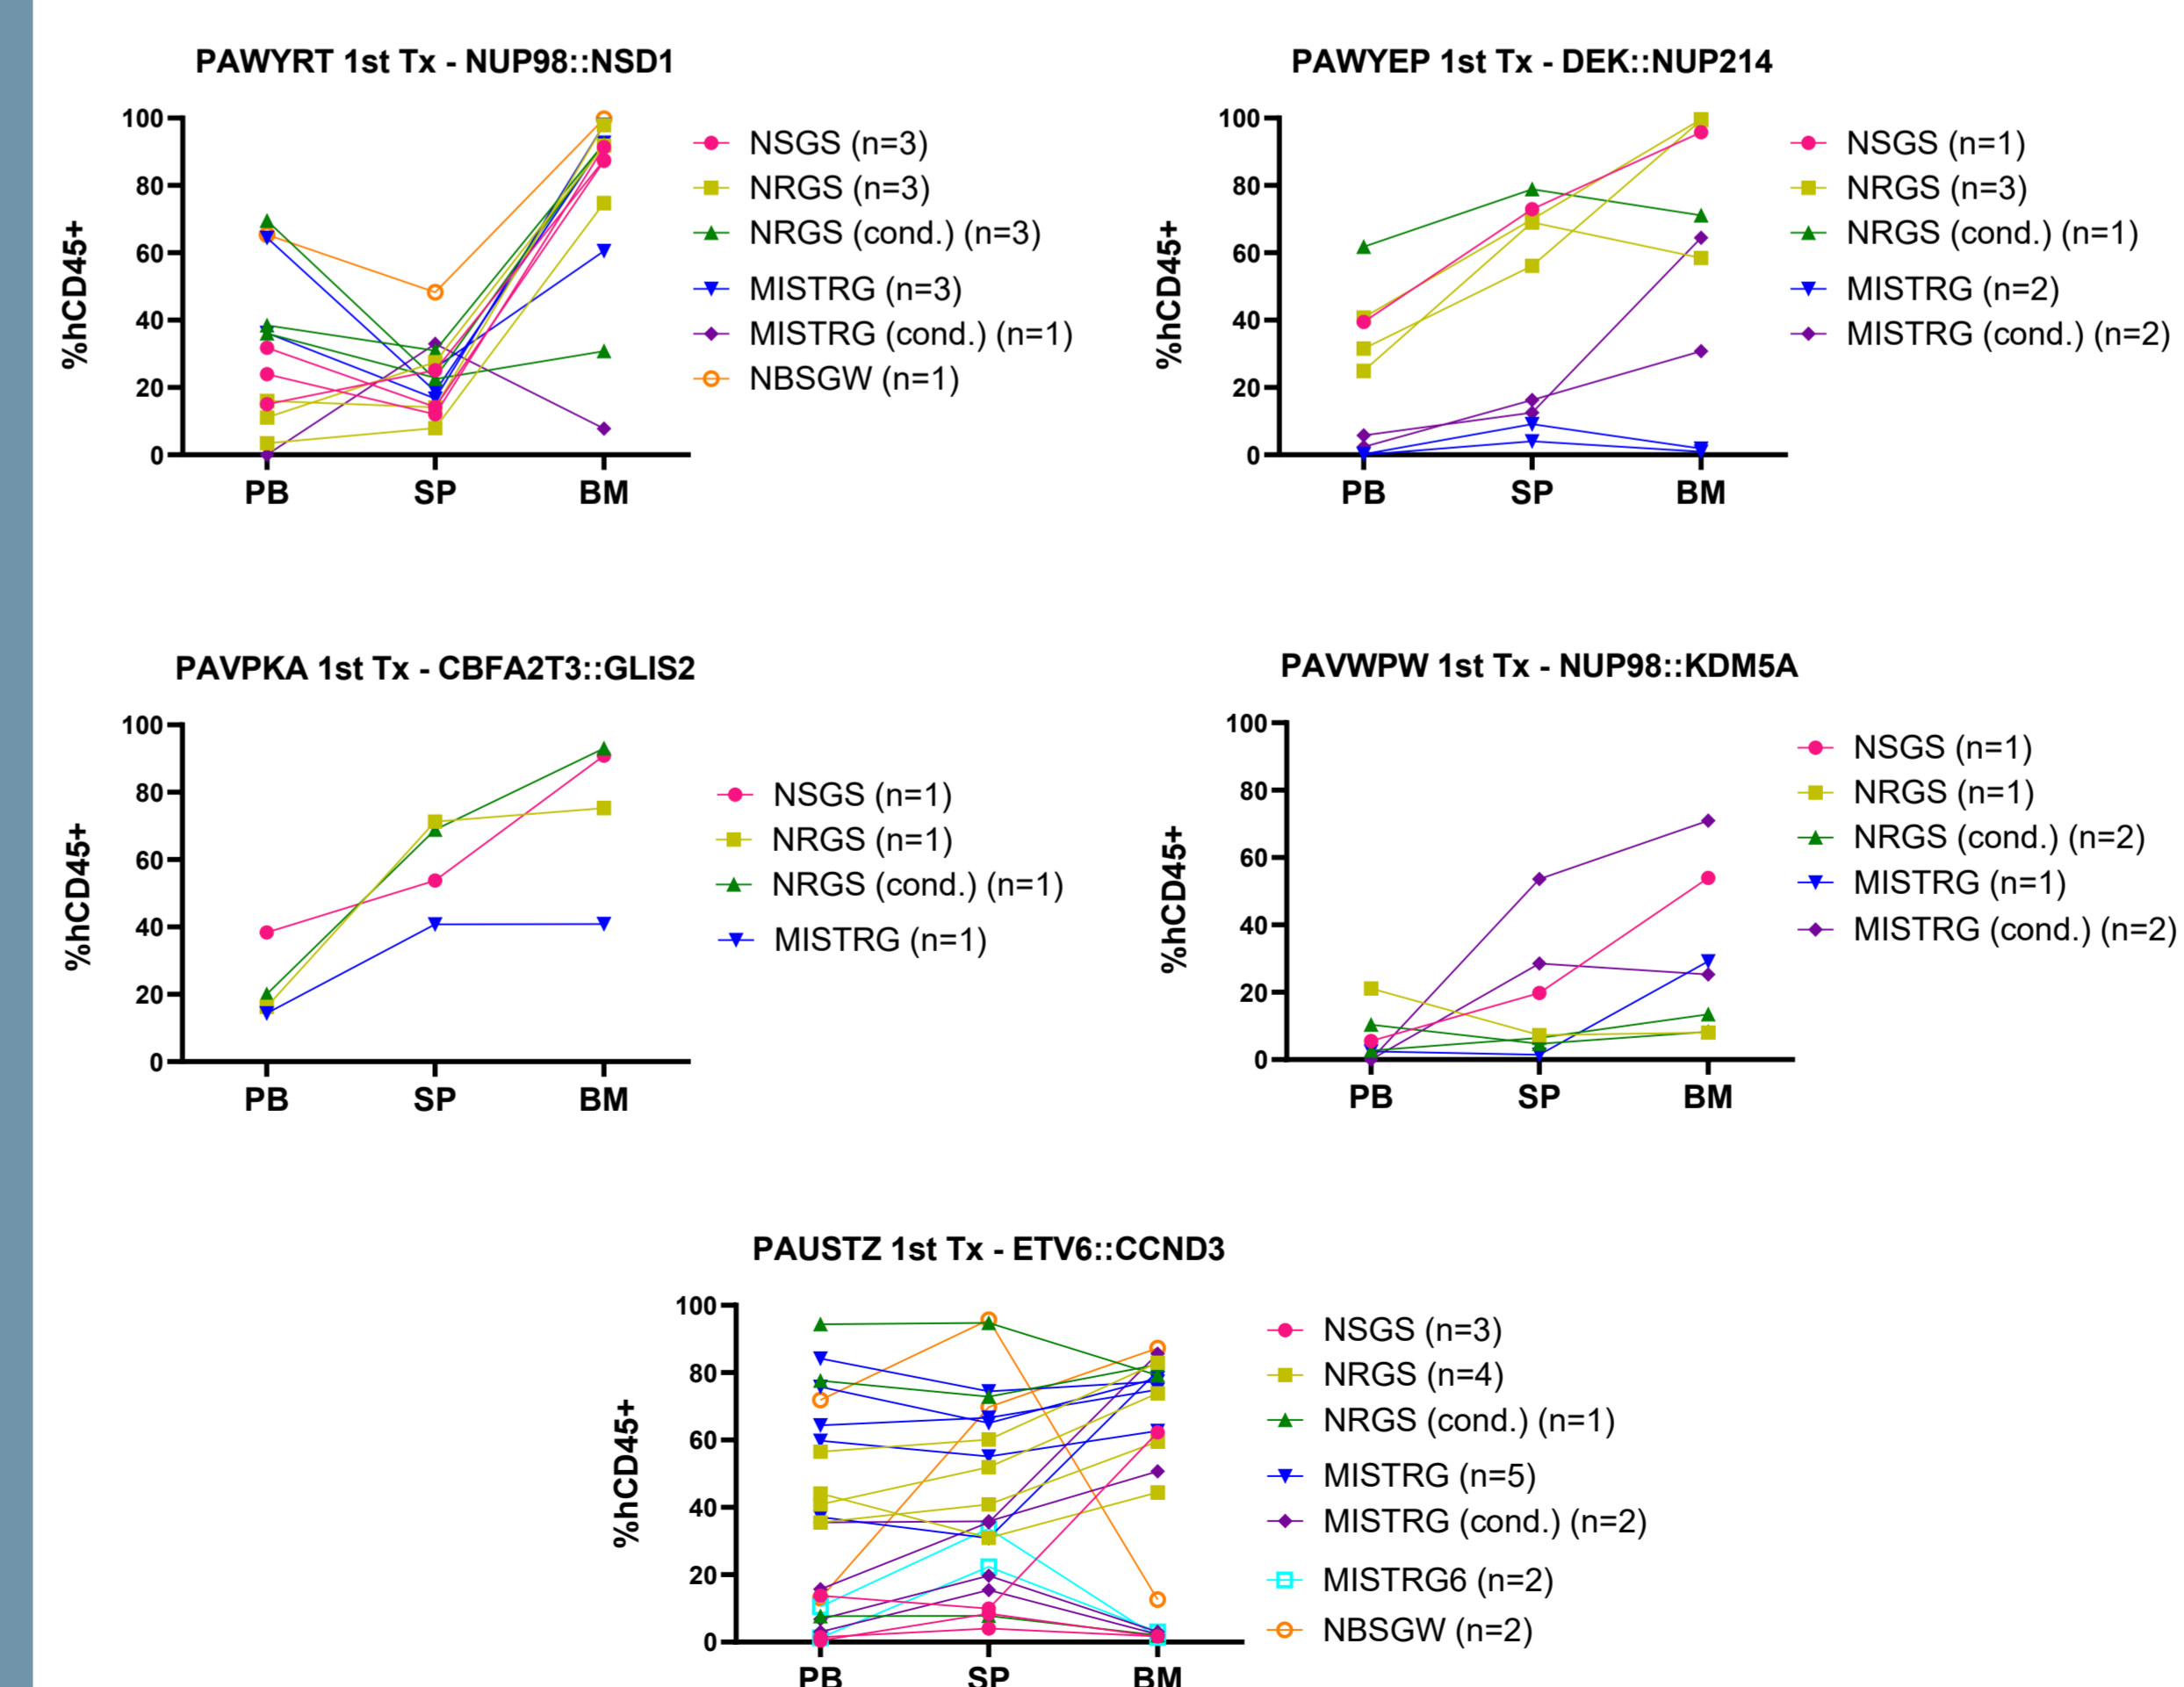 PAWYRT 1st Tx - NUP98::NSD1
%hCD45+
100
80
60
40
20
0
PB SP BM
NSGS (n=3)
NRGS (n=3)
NRGS (cond.) (n=3)
MISTRG (n=3)
MISTRG (cond.) (n=1)
NBSGW (n=1)
PAWYEP 1st Tx - DEK::NUP214
%hCD45+
100
80
60
40
20
0
PB SP BM
NSGS (n=1)
NRGS (n=3)
NRGS (cond.) (n=1)
MISTRG (n=2)
MISTRG (cond.) (n=2)
PAVPKA 1st Tx - CBFA2T3::GLIS2
%hCD45+
100
80
60
40
20
0
PB SP BM
NSGS (n=1)
NRGS (n=1)
NRGS (cond.) (n=1)
MISTRG (n=1)
PAVWPW 1st Tx - NUP98::KDM5A
%hCD45+
100
80
60
40
20
0
PB SP BM
NSGS (n=1)
NRGS (n=1)
NRGS (cond.) (n=2)
MISTRG (n=1)
MISTRG (cond.) (n=2)
PAUSTZ 1st Tx - ETV6::CCND3
%hCD45+
100
80
60
40
20
0
PB SP BM
NSGS (n=3)
NRGS (n=4)
NRGS (cond.) (n=1)
MISTRG (n=5)
MISTRG (cond.) (n=2)
MISTRG6 (n=2)
NBSGW (n=2)